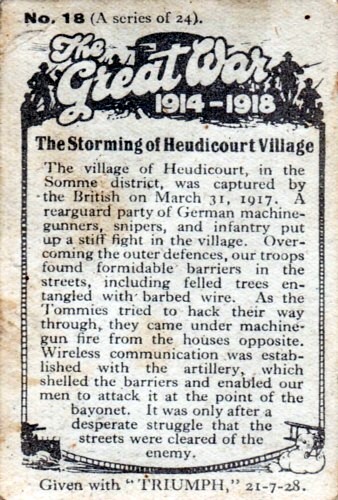 No. 18 (A series of 24).
The
Great War
1914-1918
The Storming of Heudicourt Village
The village of Heudicourt, in the
Somme district, was captured by
the British on March 31, 1917. A
rearguard party of German machine-
gunners, snipers, and infantry put
up a stiff fight in the village. Over-
coming the outer defences, our troops
found formidable barriers in the
streets, including felled trees en-
tangled with barbed wire. As the
Tommies tried to hack their way
through, they came under machine-
gun fire from the houses opposite.
Wireless communication was estab-
lished with the artillery, which
shelled the barriers and enabled our
men to attack it at the point of the
bayonet. It was only after a
desperate struggle that the
streets were cleared of the
enemy.
Given with "TRIUMPH," 21-7-28.